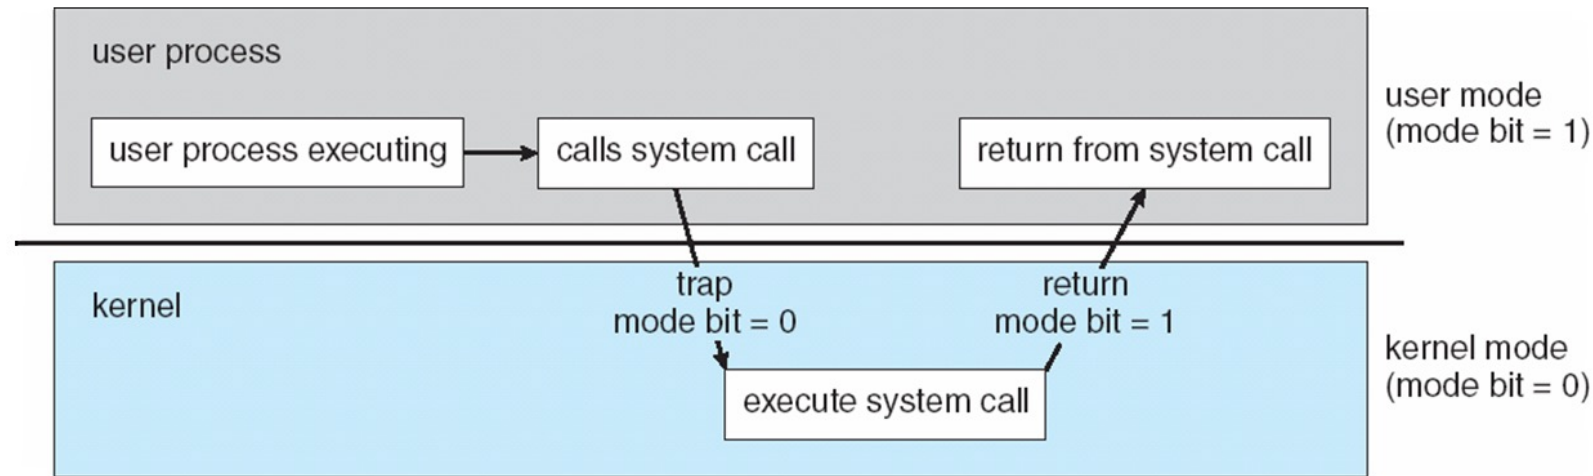 user process
user process executing
calls system call
return from system call
user mode
(mode bit = 1)
kernel
trap
mode bit = 0
return
mode bit = 1
execute system call
kernel mode
(mode bit = 0)